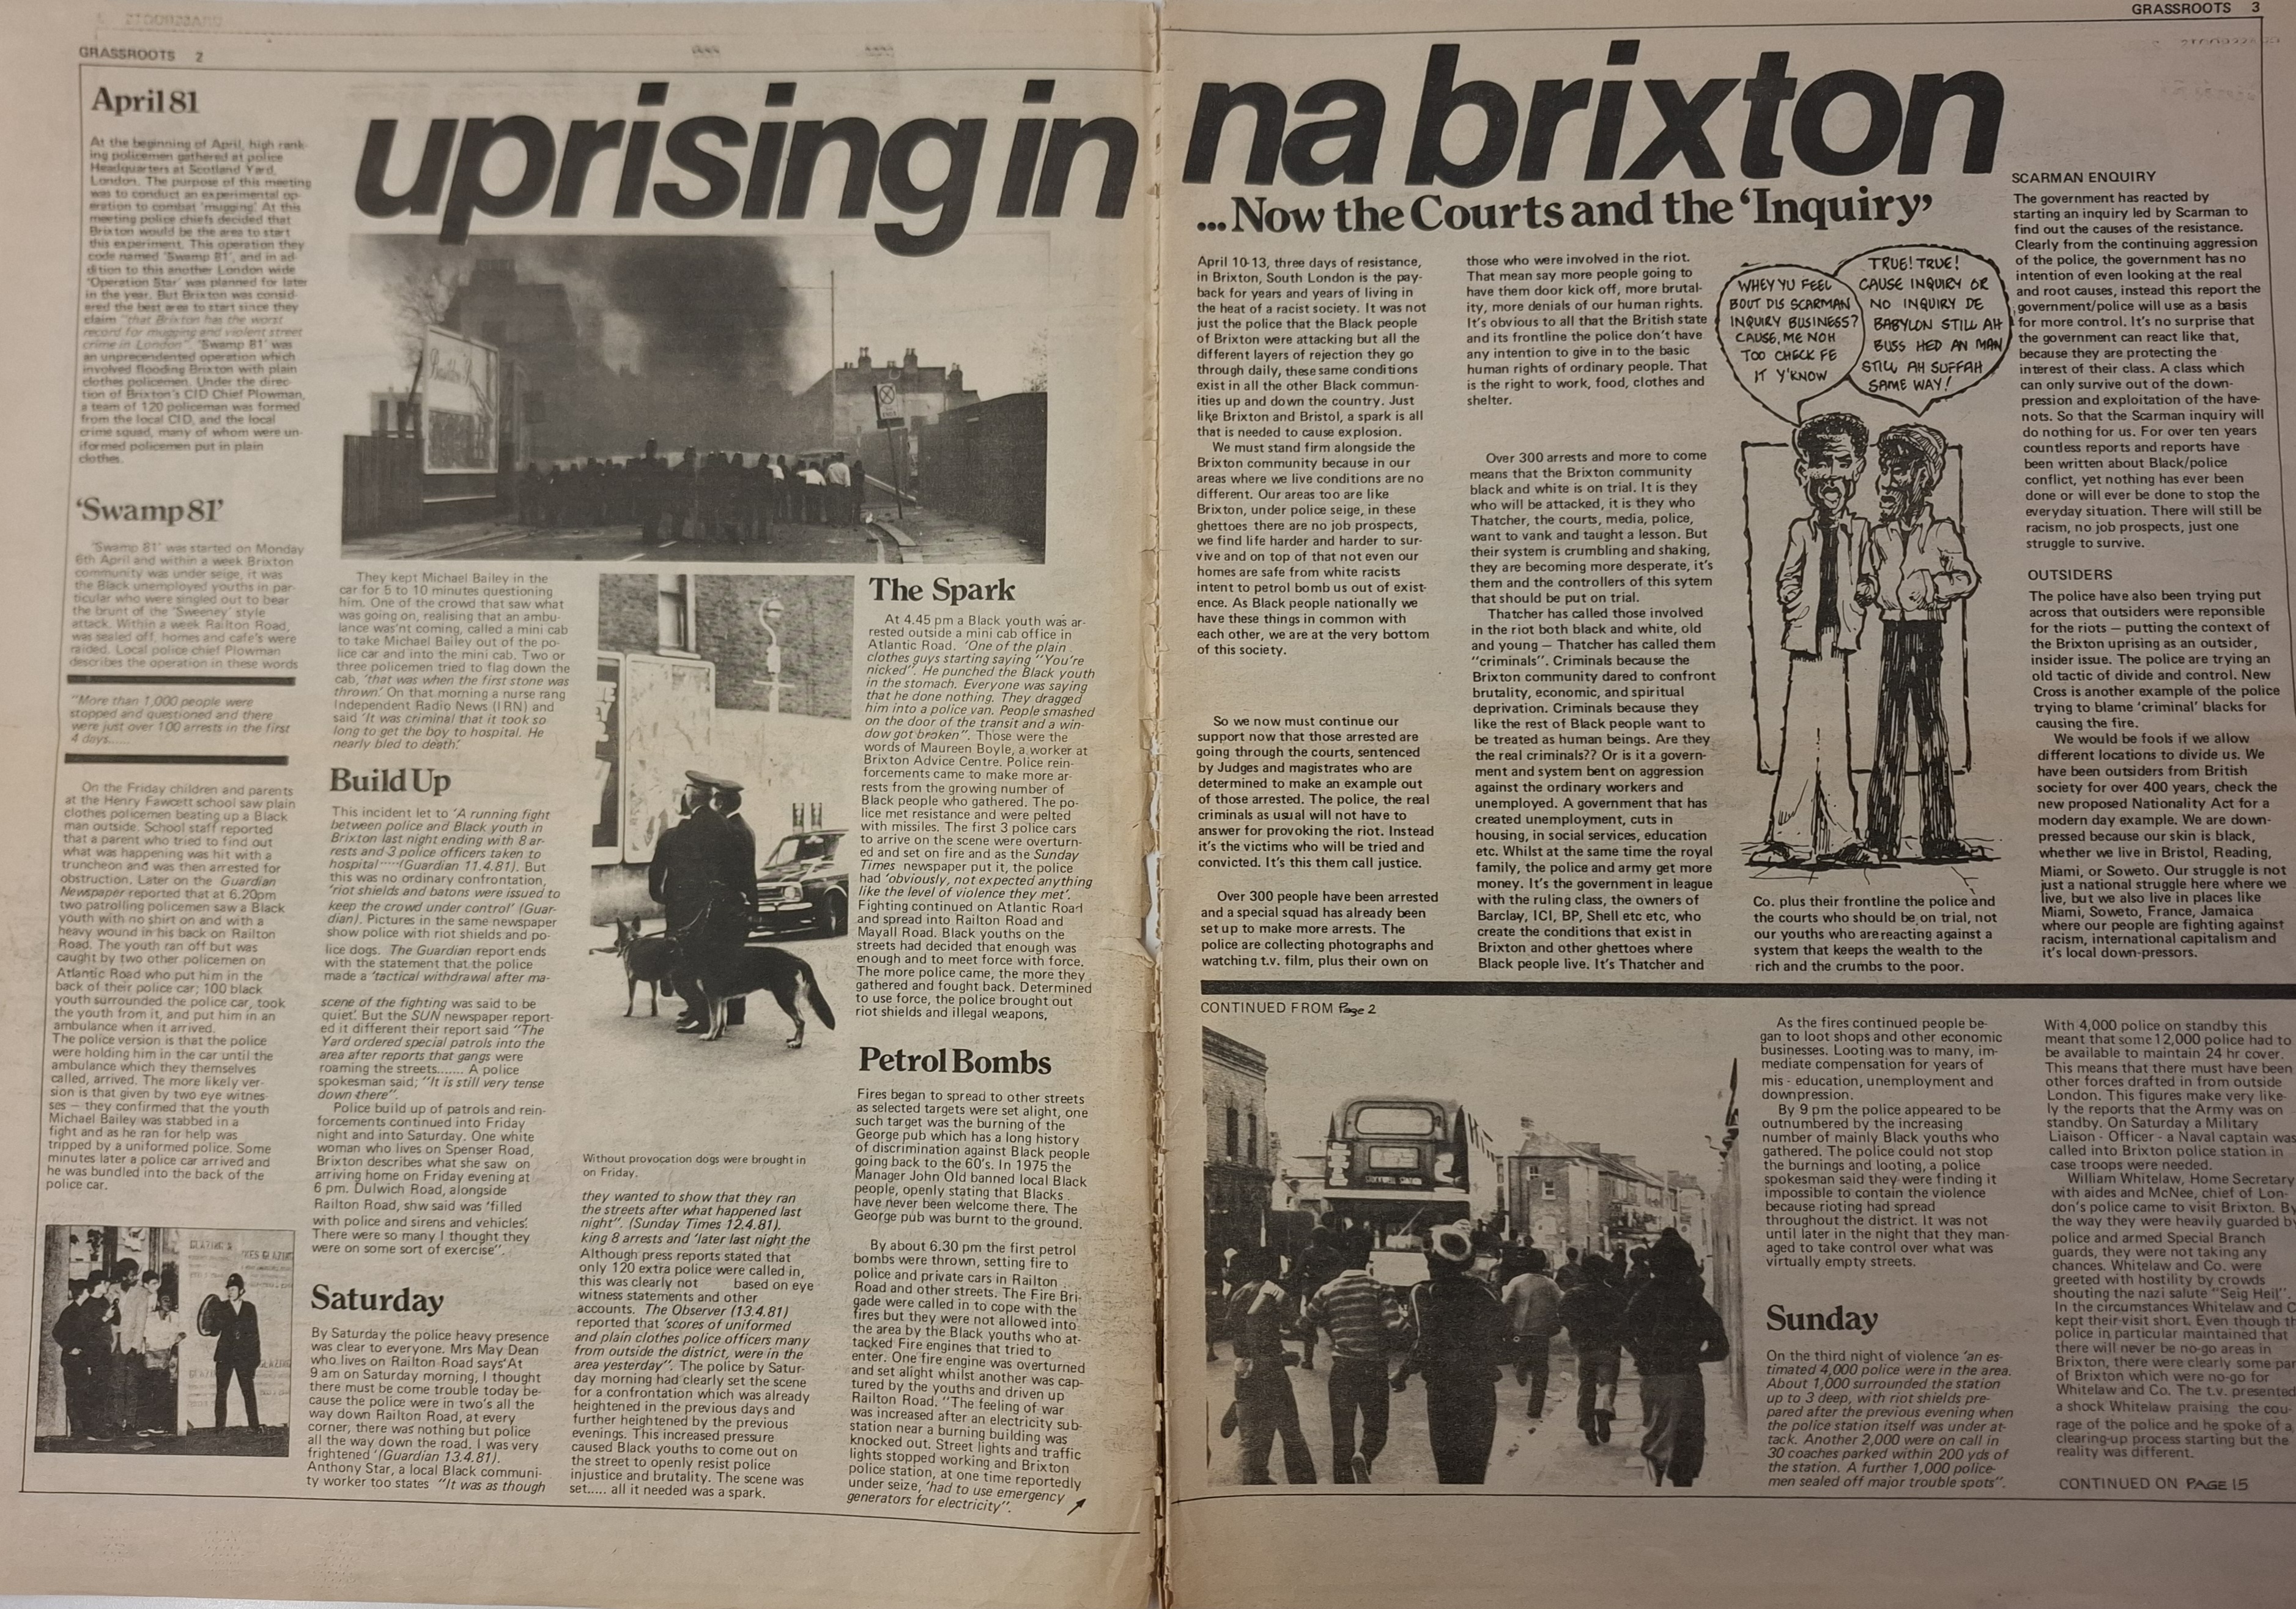 GRASSROOTS 2
uprising in
April 81
At the beginning of April, high rank-
ing policemen gathered at police
Headquarters at Scotland Yard,
London. The purpose of this meeting
was to conduct an experimental op-
eration to combat 'mugging'. At this
meeting police chiefs decided that
Brixton would be the area to start
this experiment. This operation they
code named 'Swamp 81', and in ad-
dition to this another London wide
'Operation Star' was planned for later
in the year. But Brixton was consid-
ered the best area to start since they
claim "that Brixton has the worst
record for mugging and violent street
crime in London". 'Swamp 81' was
an unprecendented operation which
involved flooding Brixton with plain
clothes policemen. Under the direc-
tion of Brixton's CID Chief Plowman,
a team of 120 policeman was formed
from the local CID, and the local
crime squad, many of whom were un-
iformed policemen put in plain
clothes.
'Swamp 81'
'Swamp 81' was started on Monday
6th April and within a week Brixton
community was under seige, it was
the Black unemployed youths in par-
ticular who were singled out to bear
the brunt of the 'Sweeney' style
attack. Within a week Railton Road,
was sealed off, homes and cafe's were
raided. Local police chief Plowman
describes the operation in these words
"More than 1,000 people were
stopped and questioned and there
were just over 100 arrests in the first
4 days......
On the Friday children and parents
at the Henry Fawcett school saw plain
clothes policemen beating up a Black
man outside. School staff reported
that a parent who tried to find out
what was happening was hit with a
truncheon and was then arrested for
obstruction. Later on the Guardian
Newspaper reported that at 6.20pm
two patrolling policemen saw a Black
youth with no shirt on and with a
heavy wound in his back on Railton
Road. The youth ran off but was
caught by two other policemen on
Atlantic Road who put him in the
back of their police car; 100 black
youth surrounded the police car, took
the youth from it, and put him in an
ambulance when it arrived.
The police version is that the police
were holding him in the car until the
ambulance which they themselves
called, arrived. The more likely ver-
sion is that given by two eye witnes-
ses — they confirmed that the youth
Michael Bailey was stabbed in a
fight and as he ran for help was
tripped by a uniformed police. Some
minutes later a police car arrived and
he was bundled into the back of the
police car.
They kept Michael Bailey in the
car for 5 to 10 minutes questioning
him. One of the crowd that saw what
was going on, realising that an ambu-
lance was'nt coming, called a mini cab
to take Michael Bailey out of the po-
lice car and into the mini cab. Two or
three policemen tried to flag down the
cab, 'that was when the first stone was
thrown.' On that morning a nurse rang
Independent Radio News (IRN) and
said 'It was criminal that it took so
long to get the boy to hospital. He
nearly bled to death.'
Build Up
This incident let to 'A running fight
between police and Black youth in
Brixton last night ending with 8 ar-
rests and 3 police officers taken to
hospital' (Guardian 11.4.81). But
this was no ordinary confrontation,
'riot shields and batons were issued to
keep the crowd under control' (Guar-
dian). Pictures in the same newspaper
show police with riot shields and po-
lice dogs. The Guardian report ends
with the statement that the police
made a 'tactical withdrawal after ma-
scene of the fighting was said to be
quiet.' But the SUN newspaper report-
ed it different their report said "The
Yard ordered special patrols into the
area after reports that gangs were
roaming the streets....... A police
spokesman said; "It is still very tense
down there".
Police build up of patrols and rein-
forcements continued into Friday
night and into Saturday. One white
woman who lives on Spenser Road,
Brixton describes what she saw on
arriving home on Friday evening at
6 pm. Dulwich Road, alongside
Railton Road, shw said was 'filled
with police and sirens and vehicles.'
There were so many I thought they
were on some sort of exercise".
Saturday
By Saturday the police heavy presence
was clear to everyone. Mrs May Dean
who lives on Railton Road says'At
9 am on Saturday morning, I thought
there must be come trouble today be-
cause the police were in two's all the
way down Railton Road, at every
corner, there was nothing but police
all the way down the road. I was very
frightened '(Guardian 13.4.81).
Anthony Star, a local Black communi-
ty worker too states "It was as though
Without provocation dogs were brought in
on Friday.
they wanted to show that they ran
the streets after what happened last
night". (Sunday Times 12.4.81).
king 8 arrests and 'later last night the
Although press reports stated that
only 120 extra police were called in,
this was clearly not based on eye
witness statements and other
accounts. The Observer (13.4.81)
reported that 'scores of uniformed
and plain clothes police officers many
from outside the district, were in the
area yesterday". The police by Satur-
day morning had clearly set the scene
for a confrontation which was already
heightened in the previous days and
further heightened by the previous
evenings. This increased pressure
caused Black youths to come out on
the street to openly resist police
injustice and brutality. The scene was
set..... all it needed was a spark.
The Spark
At 4.45 pm a Black youth was ar-
rested outside a mini cab office in
Atlantic Road. 'One of the plain
clothes guys starting saying "You're
nicked". He punched the Black youth
in the stomach. Everyone was saying
that he done nothing. They dragged
him into a police van. People smashed
on the door of the transit and a win-
dow got broken". Those were the
words of Maureen Boyle, a worker at
Brixton Advice Centre. Police rein-
forcements came to make more ar-
rests from the growing number of
Black people who gathered. The po-
lice met resistance and were pelted
with missiles. The first 3 police cars
to arrive on the scene were overturn-
ed and set on fire and as the Sunday
Times newspaper put it, the police
had 'obviously, not expected anything
like the level of violence they met'.
Fighting continued on Atlantic Road
and spread into Railton Road and
Mayall Road. Black youths on the
streets had decided that enough was
enough and to meet force with force.
The more police came, the more they
gathered and fought back. Determined
to use force, the police brought out
riot shields and illegal weapons,
Petrol Bombs
Fires began to spread to other streets
as selected targets were set alight, one
such target was the burning of the
George pub which has a long history
of discrimination against Black people
going back to the 60's. In 1975 the
Manager John Old banned local Black
people, openly stating that Blacks
have never been welcome there. The
George pub was burnt to the ground.
By about 6.30 pm the first petrol
bombs were thrown, setting fire to
police and private cars in Railton
Road and other streets. The Fire Bri-
gade were called in to cope with the
fires but they were not allowed into
the area by the Black youths who at-
tacked Fire engines that tried to
enter. One fire engine was overturned
and set alight whilst another was cap-
tured by the youths and driven up
Railton Road. "The feeling of war
was increased after an electricity sub-
station near a burning building was
knocked out. Street lights and traffic
lights stopped working and Brixton
police station, at one time reportedly
under seize, 'had to use emergency
generators for electricity".
GRASSROOTS 3
na brixton
...Now the Courts and the 'Inquiry'
April 10-13, three days of resistance,
in Brixton, South London is the pay-
back for years and years of living in
the heat of a racist society. It was not
just the police that the Black people
of Brixton were attacking but all the
different layers of rejection they go
through daily, these same conditions
exist in all the other Black commun-
ities up and down the country. Just
like Brixton and Bristol, a spark is all
that is needed to cause explosion.
We must stand firm alongside the
Brixton community because in our
areas where we live conditions are no
different. Our areas too are like
Brixton, under police seige, in these
ghettoes there are no job prospects,
we find life harder and harder to sur-
vive and on top of that not even our
homes are safe from white racists
intent to petrol bomb us out of exist-
ence. As Black people nationally we
have these things in common with
each other, we are at the very bottom
of this society.
So we now must continue our
support now that those arrested are
going through the courts, sentenced
by Judges and magistrates who are
determined to make an example out
of those arrested. The police, the real
criminals as usual will not have to
answer for provoking the riot. Instead
it's the victims who will be tried and
convicted. It's this them call justice.
Over 300 people have been arrested
and a special squad has already been
set up to make more arrests. The
police are collecting photographs and
watching t.v. film, plus their own on
those who were involved in the riot.
That mean say more people going to
have them door kick off, more brutal-
ity, more denials of our human rights.
It's obvious to all that the British state
and its frontline the police don't have
any intention to give in to the basic
human rights of ordinary people. That
is the right to work, food, clothes and
shelter.
Over 300 arrests and more to come
means that the Brixton community
black and white is on trial. It is they
who will be attacked, it is they who
Thatcher, the courts, media, police,
want to vank and taught a lesson. But
their system is crumbling and shaking,
they are becoming more desperate, it's
them and the controllers of this sytem
that should be put on trial.
Thatcher has called those involved
in the riot both black and white, old
and young — Thatcher has called them
"criminals". Criminals because the
Brixton community dared to confront
brutality, economic, and spiritual
deprivation. Criminals because they
like the rest of Black people want to
be treated as human beings. Are they
the real criminals?? Or is it a govern-
ment and system bent on aggression
against the ordinary workers and
unemployed. A government that has
created unemployment, cuts in
housing, in social services, education
etc. Whilst at the same time the royal
family, the police and army get more
money. It's the government in league
with the ruling class, the owners of
Barclay, ICI, BP, Shell etc etc, who
create the conditions that exist in
Brixton and other ghettoes where
Black people live. It's Thatcher and
WHEY YU FEEL
BOUT DIS SCARMAN
INQUIRY BUSINESS?
CAUSE, ME NOH
TOO CHECK FE
IT Y'KNOW
TRUE! TRUE!
CAUSE INQUIRY OR
NO INQUIRY DE
BABYLON STILL AH
BUSS HED AN MAN
STILL AH SUFFAH
SAME WAY!
Co. plus their frontline the police and
the courts who should be on trial, not
our youths who are reacting against a
system that keeps the wealth to the
rich and the crumbs to the poor.
SCARMAN ENQUIRY
The government has reacted by
starting an inquiry led by Scarman to
find out the causes of the resistance.
Clearly from the continuing aggression
of the police, the government has no
intention of even looking at the real
and root causes, instead this report the
government/police will use as a basis
for more control. It's no surprise that
the government can react like that,
because they are protecting the
interest of their class. A class which
can only survive out of the down-
pression and exploitation of the have-
nots. So that the Scarman inquiry will
do nothing for us. For over ten years
countless reports and reports have
been written about Black/police
conflict, yet nothing has ever been
done or will ever be done to stop the
everyday situation. There will still be
racism, no job prospects, just one
struggle to survive.
OUTSIDERS
The police have also been trying put
across that outsiders were reponsible
for the riots — putting the context of
the Brixton uprising as an outsider,
insider issue. The police are trying an
old tactic of divide and control. New
Cross is another example of the police
trying to blame 'criminal' blacks for
causing the fire.
We would be fools if we allow
different locations to divide us. We
have been outsiders from British
society for over 400 years, check the
new proposed Nationality Act for a
modern day example. We are down-
pressed because our skin is black,
whether we live in Bristol, Reading,
Miami, or Soweto. Our struggle is not
just a national struggle here where we
live, but we also live in places like
Miami, Soweto, France, Jamaica
where our people are fighting against
racism, international capitalism and
it's local down-pressors.
CONTINUED FROM Page 2
As the fires continued people be-
gan to loot shops and other economic
businesses. Looting was to many, im-
mediate compensation for years of
mis - education, unemployment and
downpression.
By 9 pm the police appeared to be
outnumbered by the increasing
number of mainly Black youths who
gathered. The police could not stop
the burnings and looting, a police
spokesman said they were finding it
impossible to contain the violence
because rioting had spread
throughout the district. It was not
until later in the night that they man-
aged to take control over what was
virtually empty streets.
Sunday
On the third night of violence 'an es-
timated 4,000 police were in the area.
About 1,000 surrounded the station
up to 3 deep, with riot shields pre-
pared after the previous evening when
the police station itself was under at-
tack. Another 2,000 were on call in
30 coaches parked within 200 yds of
the station. A further 1,000 police-
men sealed off major trouble spots".
With 4,000 police on standby this
meant that some 12,000 police had to
be available to maintain 24 hr cover.
This means that there must have been
other forces drafted in from outside
London. This figures make very like-
ly the reports that the Army was on
standby. On Saturday a Military
Liaison - Officer - a Naval captain was
called into Brixton police station in
case troops were needed.
William Whitelaw, Home Secretary
with aides and McNee, chief of Lon-
don's police came to visit Brixton. By
the way they were heavily guarded by
police and armed Special Branch
guards, they were not taking any
chances. Whitelaw and Co. were
greeted with hostility by crowds
shouting the nazi salute "Seig Heil".
In the circumstances Whitelaw and
kept their visit short. Even though
police in particular maintained that
there will never be no-go areas in
Brixton, there were clearly some
of Brixton which were no-go for
Whitelaw and Co. The t.v. presented
a shock Whitelaw praising the cou-
rage of the police and he spoke of a
clearing-up process starting but the
reality was different.
CONTINUED ON PAGE 15